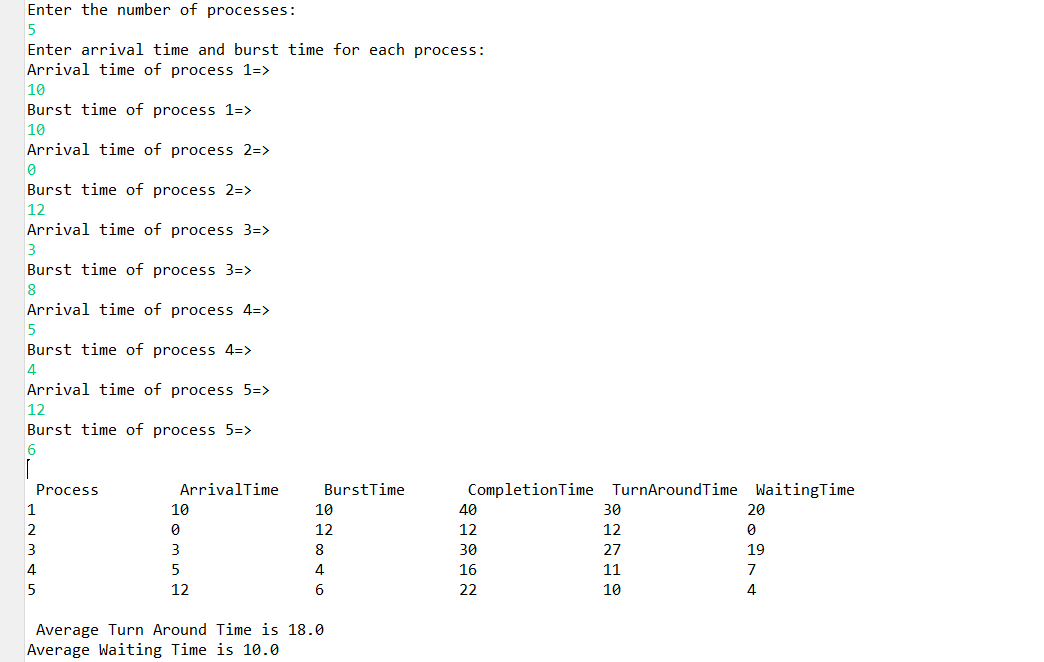 Enter the number of processes:
5
Enter arrival time and burst time for each process:
Arrival time of process 1=>
10
Burst time of process 1=>
10
Arrival time of process 2=>
0
Burst time of process 2=>
12
Arrival time of process 3=>
3
Burst time of process 3=>
8
Arrival time of process 4=>
5
Burst time of process 4=>
4
Arrival time of process 5=>
12
Burst time of process 5=>
6
Process ArrivalTime BurstTime CompletionTime TurnAroundTime WaitingTime
1 10 10 40 30 20
2 0 12 12 12 0
3 3 8 30 27 19
4 5 4 16 11 7
5 12 6 22 10 4
Average Turn Around Time is 18.0
Average Waiting Time is 10.0